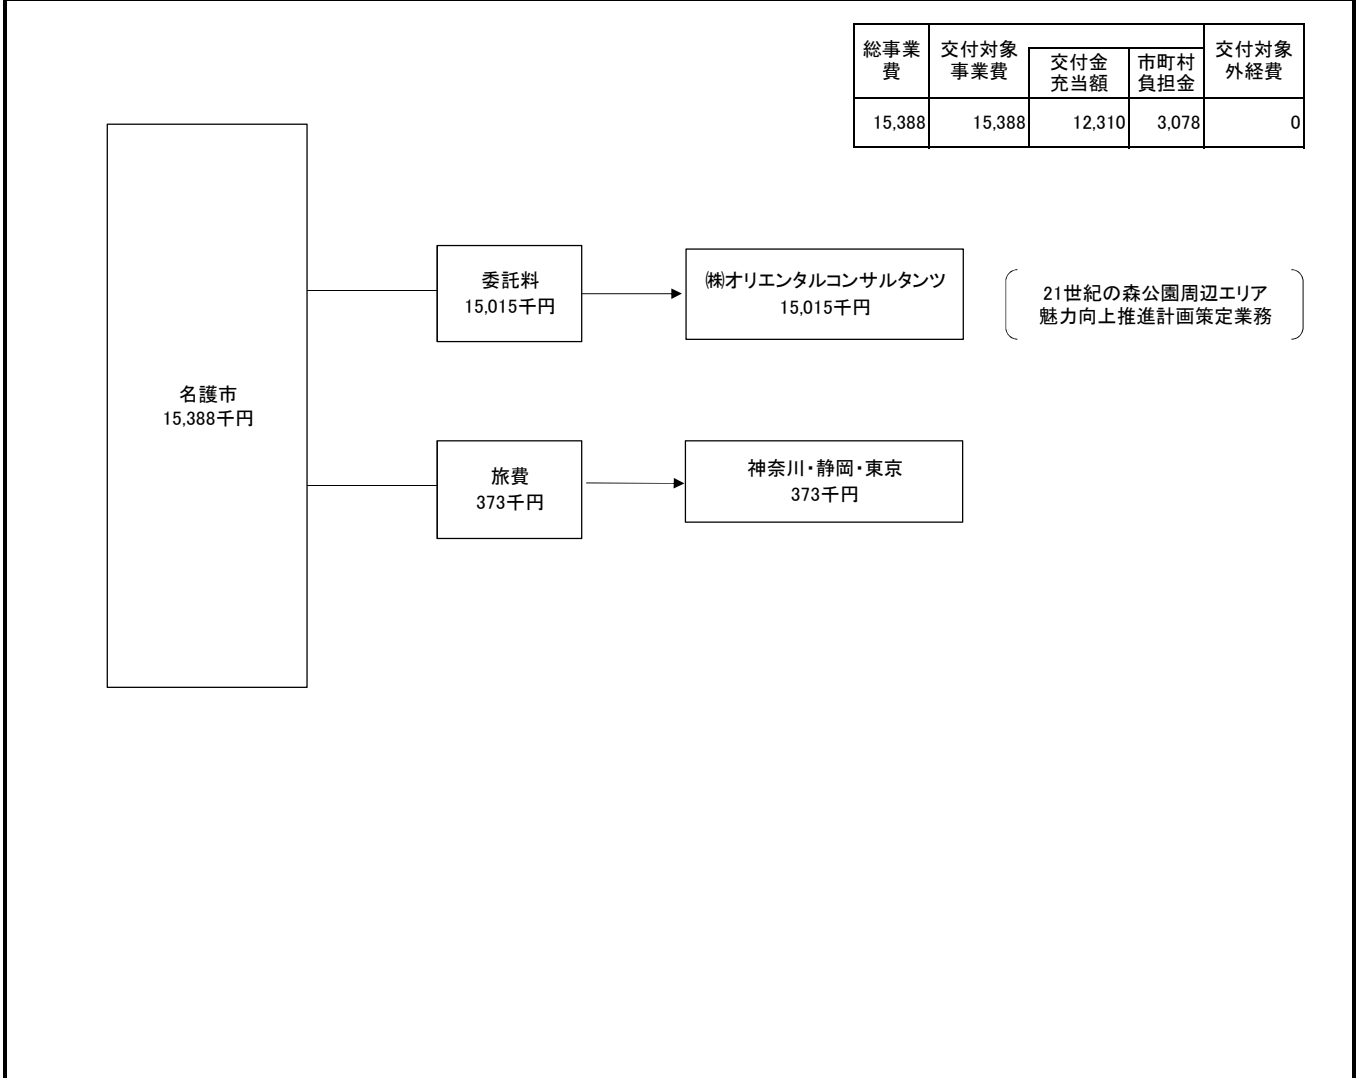 総事業
費
交付対象
事業費
交付金
充当額
市町村
負担金
交付対象
外経費
15,388
15,388
12,310
3,078
0
名護市
15,388千円
委託料
15,015千円
㈱オリエンタルコンサルタンツ
15,015千円
21世紀の森公園周辺エリア
魅力向上推進計画策定業務
旅費
373千円
神奈川・静岡・東京
373千円